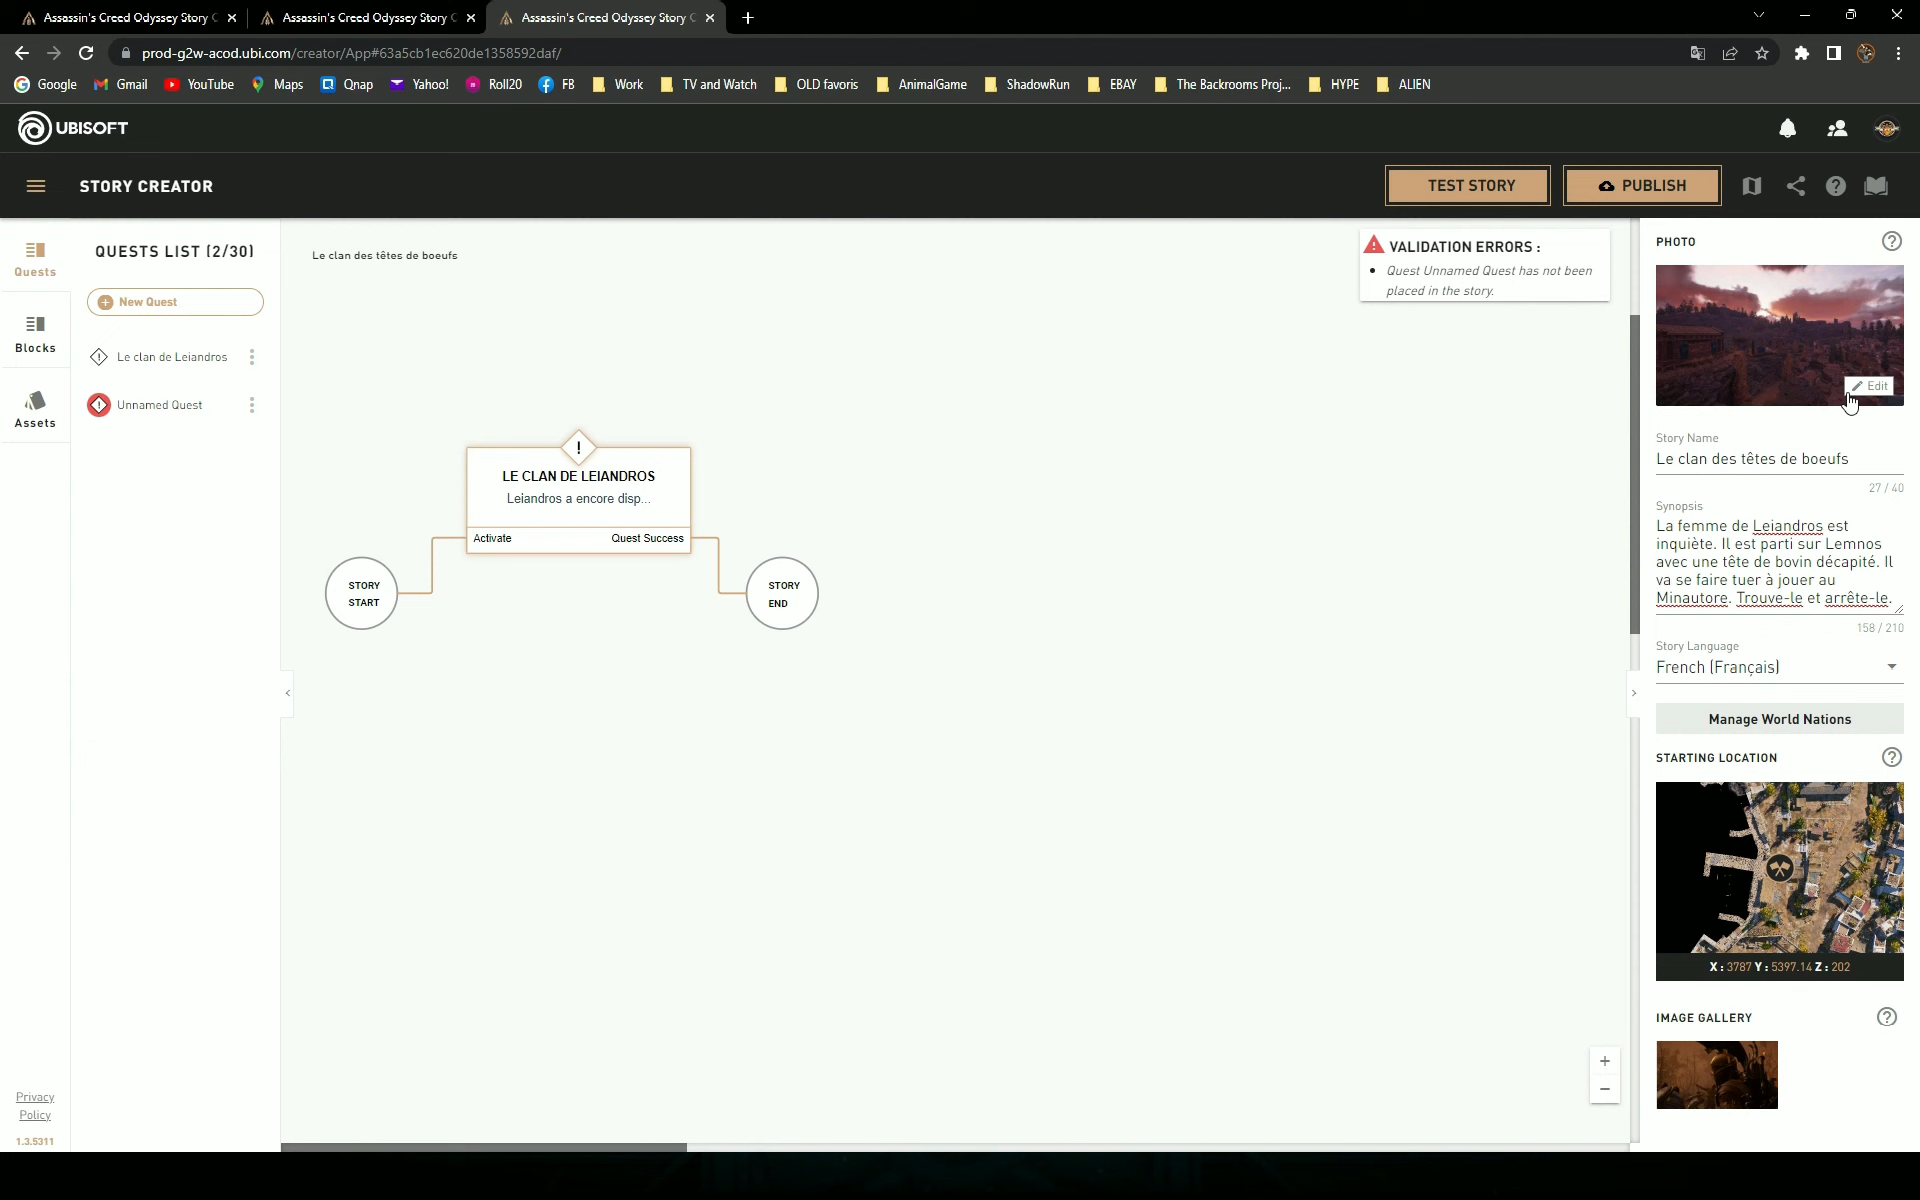 Assassin's Creed Odyssey Story C
Assassin's Creed Odyssey Story C
Assassin's Creed Odyssey Story C
prod-g2w-acod.ubi.com/creator/App#63a5cb1ec620de1358592daf/
Google
Gmail
YouTube
Maps
Qnap
Yahoo!
Roll20
FB
Work
TV and Watch
OLD favoris
AnimalGame
ShadowRun
EBAY
The Backrooms Proj...
HYPE
ALIEN
UBISOFT
STORY CREATOR
TEST STORY
PUBLISH
Quests
Blocks
Assets
Privacy
Policy
1.3.5311
QUESTS LIST (2/30)
New Quest
Le clan de Leiandros
Unnamed Quest
Le clan des têtes de boeufs
VALIDATION ERRORS :
Quest Unnamed Quest has not been
placed in the story.
!
LE CLAN DE LEIANDROS
Leiandros a encore disp...
Activate
Quest Success
STORY
START
STORY
END
PHOTO
Edit
Story Name
Le clan des têtes de boeufs
27 / 40
Synopsis
La femme de Leiandros est
inquiète. Il est parti sur Lemnos
avec une tête de bovin décapité. Il
va se faire tuer à jouer au
Minautore. Trouve-le et arrête-le.
158 / 210
Story Language
French (Français)
Manage World Nations
STARTING LOCATION
X : 3787 Y : 5397.14 Z : 202
IMAGE GALLERY